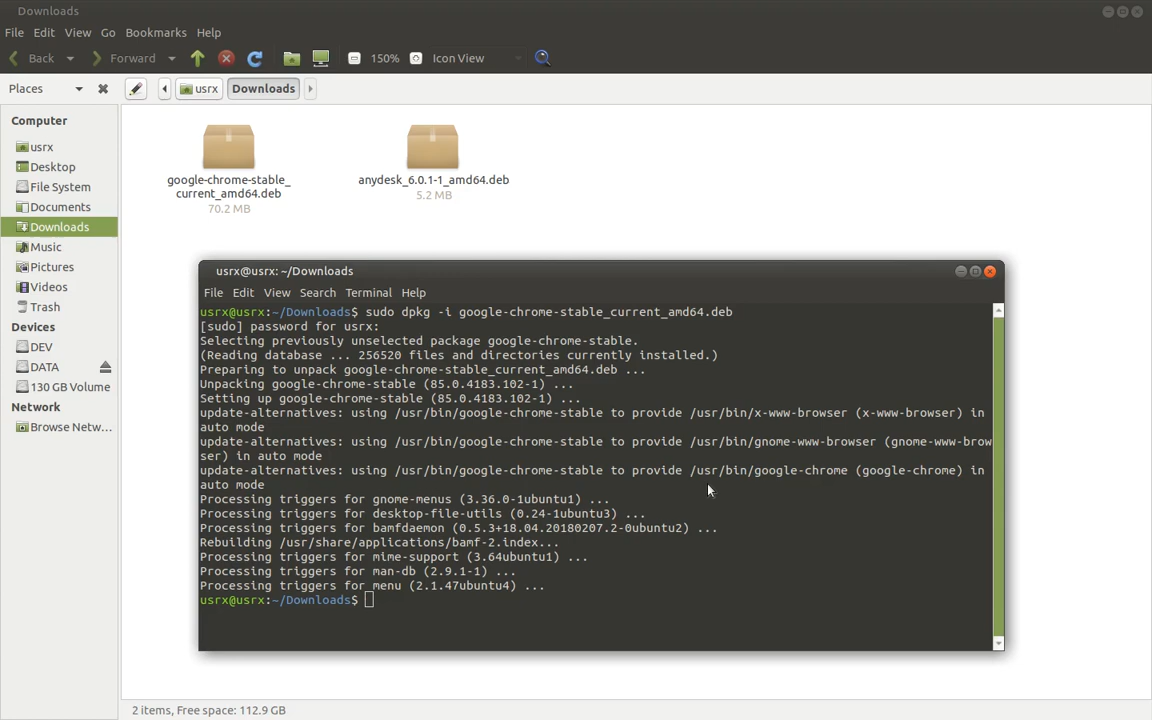 Downloads
File Edit View Go Bookmarks Help
Back Forward 150% Icon View
Places usrx Downloads
Computer
usrx
Desktop
File System
Documents
Downloads
Music
Pictures
Videos
Trash
Devices
DEV
DATA
130 GB Volume
Network
Browse Netw...
google-chrome-stable_
current_amd64.deb
70.2 MB
anydesk_6.0.1-1_amd64.deb
5.2 MB
usrx@usrx: ~/Downloads
File Edit View Search Terminal Help
usrx@usrx:~/Downloads$ sudo dpkg -i google-chrome-stable_current_amd64.deb
[sudo] password for usrx:
Selecting previously unselected package google-chrome-stable.
(Reading database ... 256520 files and directories currently installed.)
Preparing to unpack google-chrome-stable_current_amd64.deb ...
Unpacking google-chrome-stable (85.0.4183.102-1) ...
Setting up google-chrome-stable (85.0.4183.102-1) ...
update-alternatives: using /usr/bin/google-chrome-stable to provide /usr/bin/x-www-browser (x-www-browser) in
auto mode
update-alternatives: using /usr/bin/google-chrome-stable to provide /usr/bin/gnome-www-browser (gnome-www-brow
ser) in auto mode
update-alternatives: using /usr/bin/google-chrome-stable to provide /usr/bin/google-chrome (google-chrome) in
auto mode
Processing triggers for gnome-menus (3.36.0-1ubuntu1) ...
Processing triggers for desktop-file-utils (0.24-1ubuntu3) ...
Processing triggers for bamfdaemon (0.5.3+18.04.20180207.2-0ubuntu2) ...
Rebuilding /usr/share/applications/bamf-2.index...
Processing triggers for mime-support (3.64ubuntu1) ...
Processing triggers for man-db (2.9.1-1) ...
Processing triggers for menu (2.1.47ubuntu4) ...
usrx@usrx:~/Downloads$
2 items, Free space: 112.9 GB